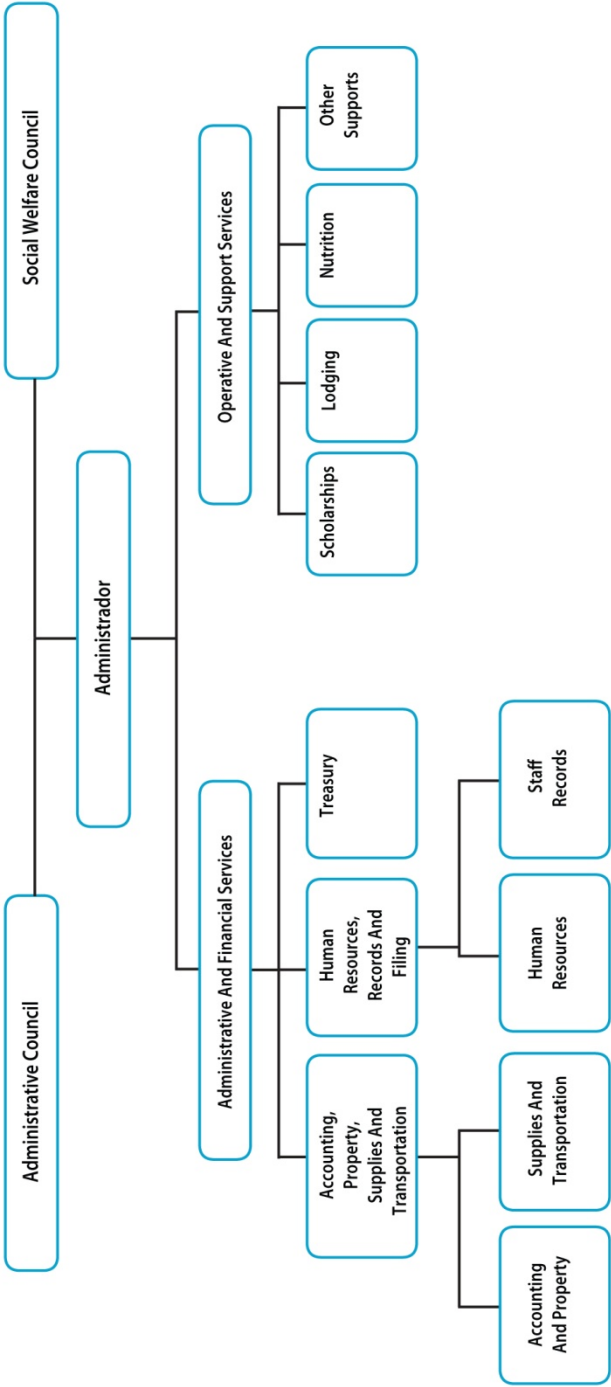 Administrative Council
Social Welfare Council
Administrador
Administrative And Financial Services
Operative And Support Services
Accounting,
Property,
Supplies And
Transportation
Human
Resources,
Records And
Filing
Treasury
Scholarships
Lodging
Nutrition
Other
Supports
Accounting
And Property
Supplies And
Transportation
Human
Resources
Staff
Records